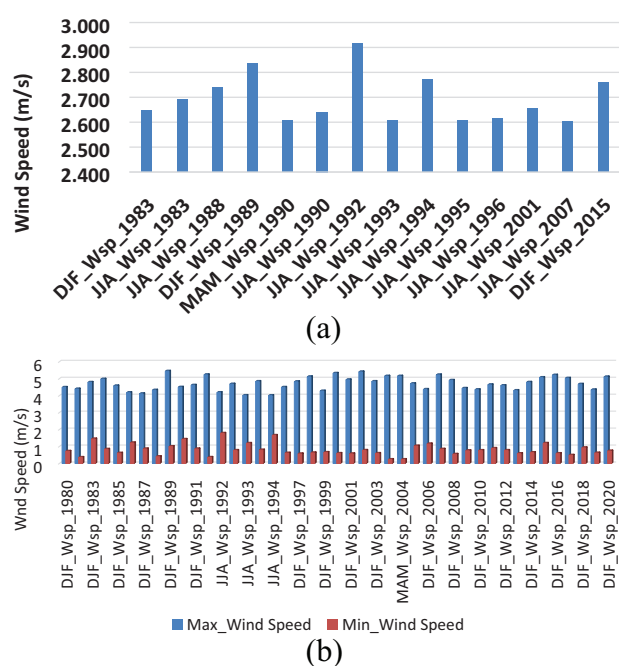 3.000
2.900
2.800
2.700
2.600
2.500
2.400
Wind Speed (m/s)
DJF_Wsp_1983
JJA_Wsp_1983
JJA_Wsp_1988
DJF_Wsp_1989
MAM_Wsp_1990
JJA_Wsp_1990
JJA_Wsp_1992
JJA_Wsp_1993
JJA_Wsp_1994
JJA_Wsp_1995
JJA_Wsp_1996
JJA_Wsp_2001
JJA_Wsp_2007
DJF_Wsp_2015
(a)
6
5
4
3
2
1
0
Wnd Speed (m/s)
DJF_Wsp_1980
DJF_Wsp_1983
DJF_Wsp_1985
DJF_Wsp_1987
DJF_Wsp_1989
DJF_Wsp_1991
JJA_Wsp_1992
JJA_Wsp_1993
JJA_Wsp_1994
DJF_Wsp_1997
DJF_Wsp_1999
DJF_Wsp_2001
DJF_Wsp_2003
MAM_Wsp_2004
DJF_Wsp_2006
DJF_Wsp_2008
DJF_Wsp_2010
DJF_Wsp_2012
DJF_Wsp_2014
DJF_Wsp_2016
DJF_Wsp_2018
DJF_Wsp_2020
Max_Wind Speed Min_Wind Speed
(b)